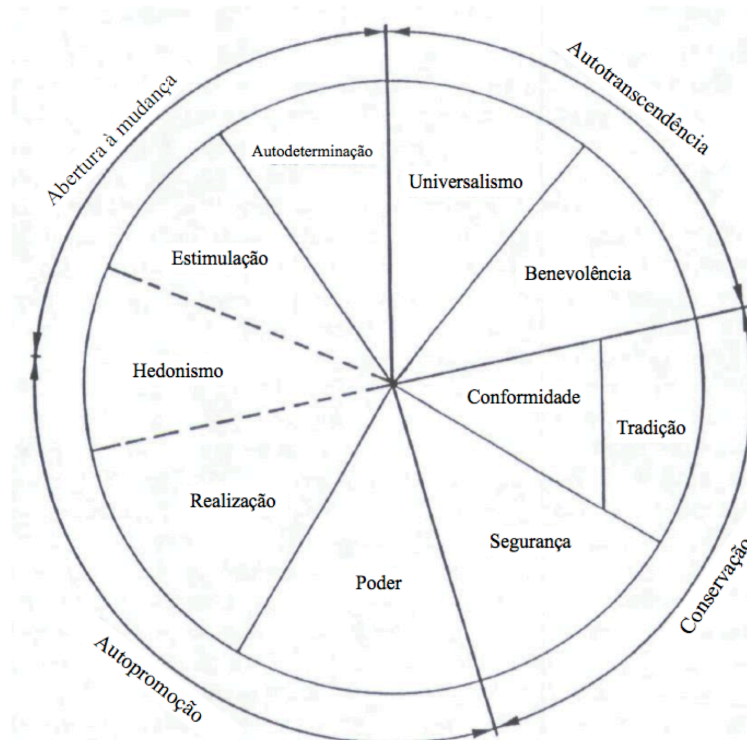 Abertura à mudança
Autotranscendência
Autodeterminação
Universalismo
Estimulação
Benevolência
Hedonismo
Conformidade
Tradição
Realização
Segurança
Poder
Autopromoção
Conservação